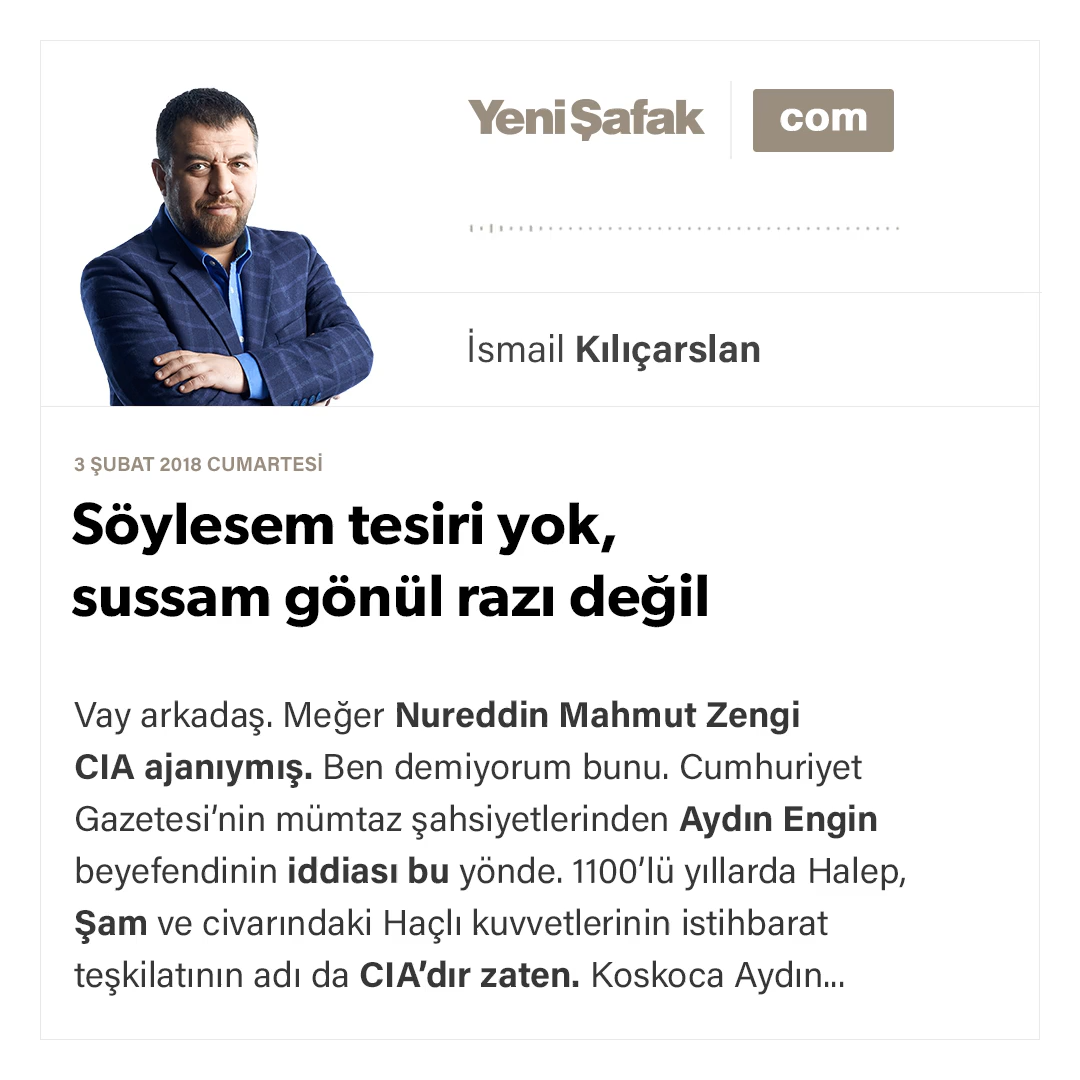 YeniŞafak com
İsmail Kılıçarslan
3 ŞUBAT 2018 CUMARTESİ
Söylesem tesiri yok,
sussam gönül razı değil
Vay arkadaş. Meğer Nureddin Mahmut Zengi
CIA ajanıymış. Ben demiyorum bunu. Cumhuriyet
Gazetesi’nin mümtaz şahsiyetlerinden Aydın Engin
beyefendinin iddiası bu yönde. 1100’lü yıllarda Halep,
Şam ve civarındaki Haçlı kuvvetlerinin istihbarat
teşkilatının adı da CIA’dır zaten. Koskoca Aydın...